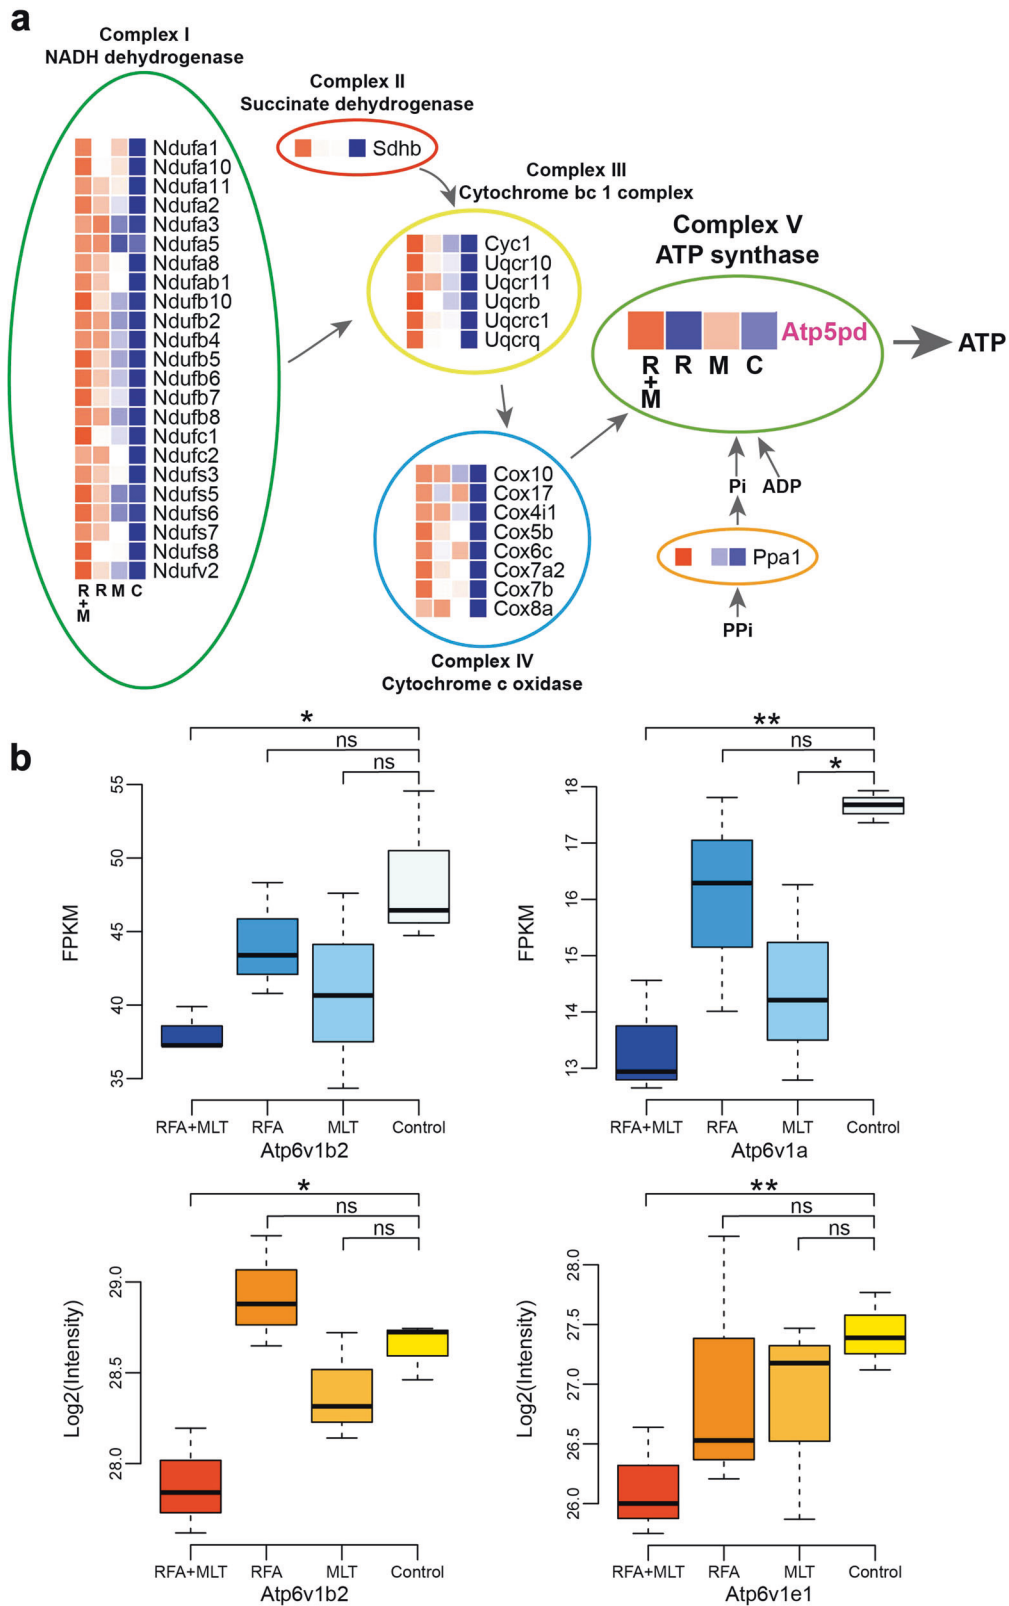 a
Complex I
NADH dehydrogenase
Ndufa1
Ndufa10
Ndufa11
Ndufa2
Ndufa3
Ndufa5
Ndufa8
Ndufab1
Ndufb10
Ndufb2
Ndufb4
Ndufb5
Ndufb6
Ndufb7
Ndufb8
Ndufc1
Ndufc2
Ndufs3
Ndufs5
Ndufs6
Ndufs7
Ndufs8
Ndufv2
R R M C
+
M
Complex II
Succinate dehydrogenase
Sdhb
Complex III
Cytochrome bc 1 complex
Cyc1
Uqcr10
Uqcr11
Uqcrb
Uqcrc1
Uqcrq
Cox10
Cox17
Cox4i1
Cox5b
Cox6c
Cox7a2
Cox7b
Cox8a
Complex IV
Cytochrome c oxidase
Complex V
ATP synthase
Atp5pd
R R M C
+
M
ATP
Pi ADP
Ppa1
PPi
b
*
ns
ns
FPKM
55
50
45
40
35
RFA+MLT RFA MLT Control
Atp6v1b2
**
ns
*
FPKM
18
17
16
15
14
13
RFA+MLT RFA MLT Control
Atp6v1a
*
ns
ns
Log2(Intensity)
29.0
28.5
28.0
RFA+MLT RFA MLT Control
Atp6v1b2
**
ns
ns
Log2(Intensity)
28.0
27.5
27.0
26.5
26.0
RFA+MLT RFA MLT Control
Atp6v1e1